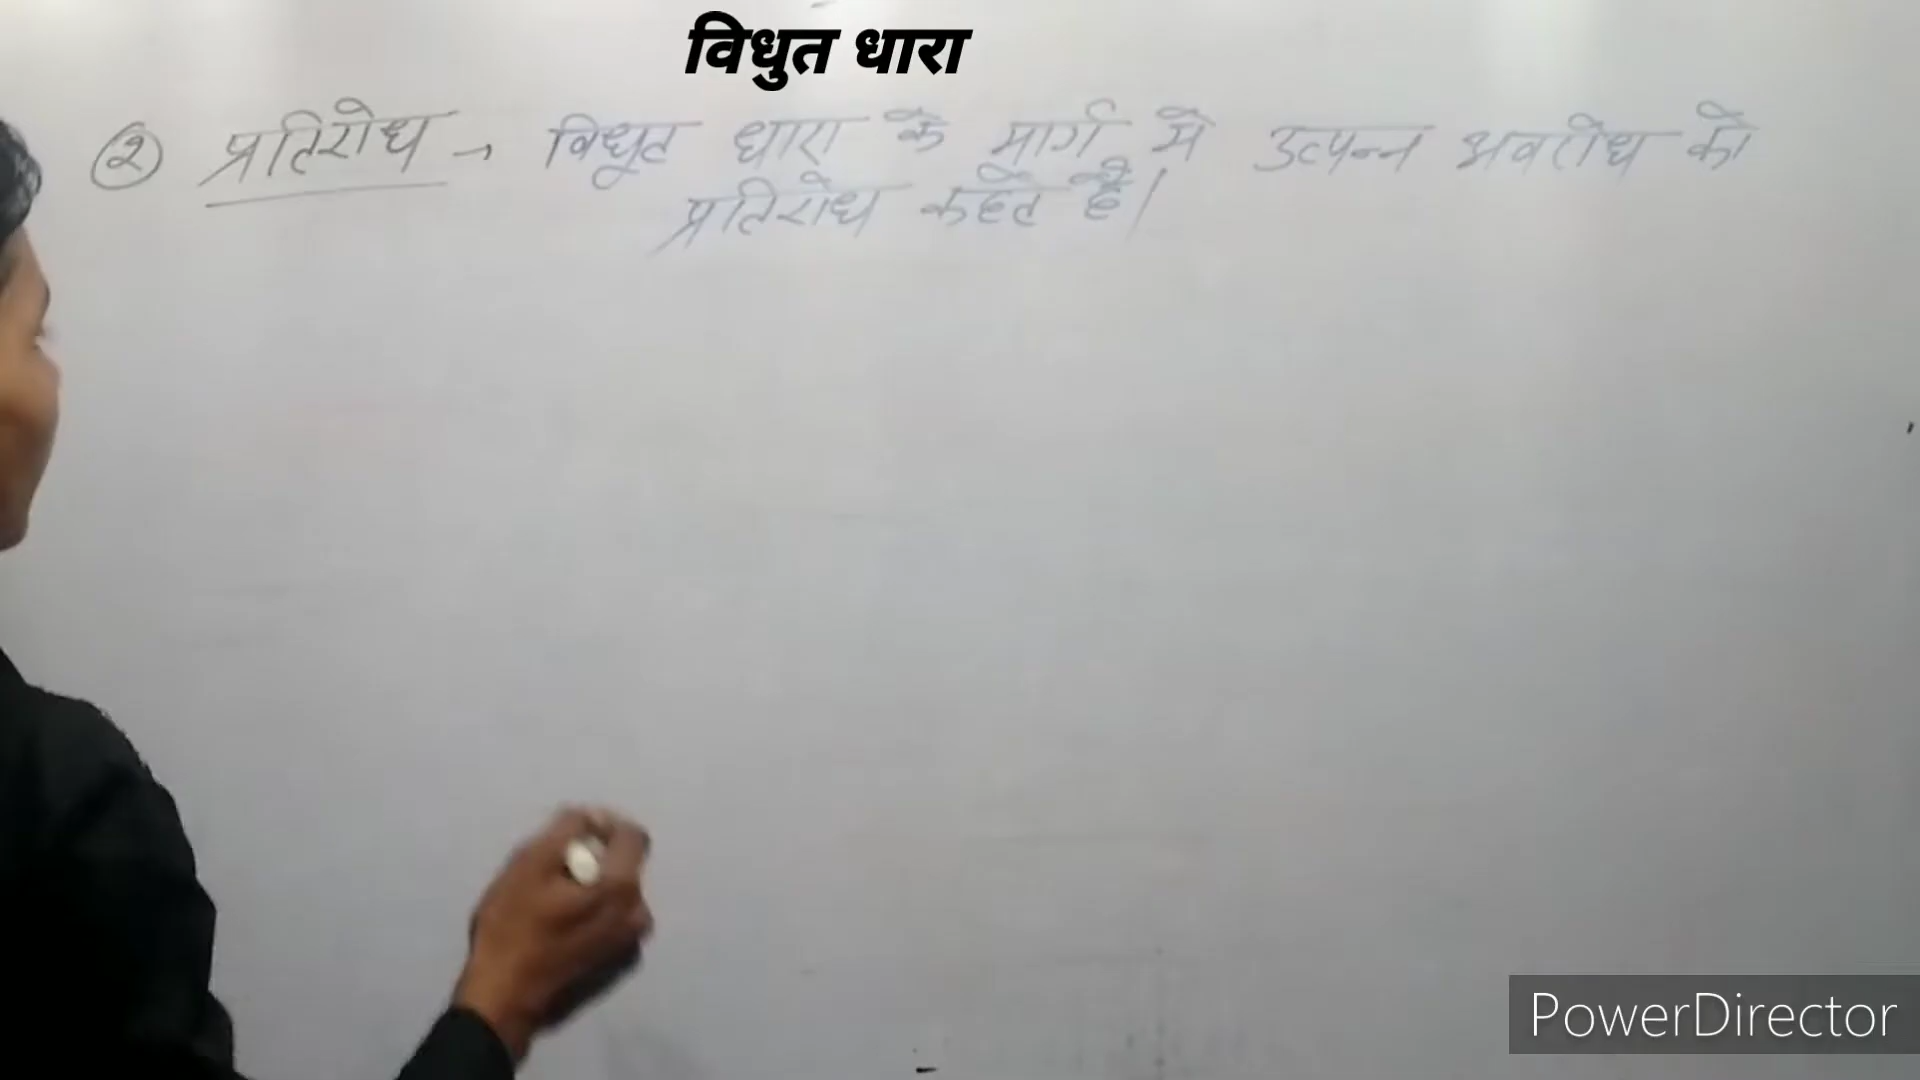 विधुत धारा
② प्रतिरोध → विधुत धारा के मार्ग मे उत्पन्न अवरोध को
प्रतिरोध कहते है।
PowerDirector